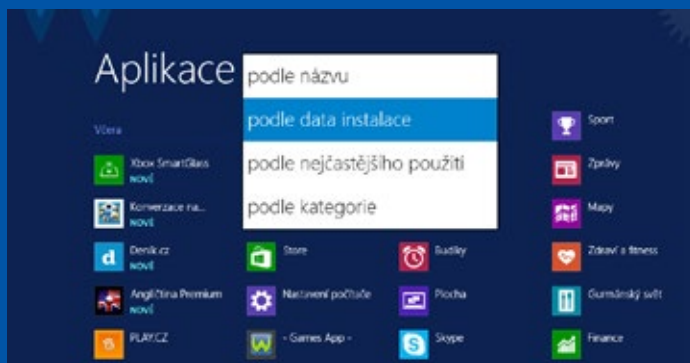 Aplikace
podle názvu
podle data instalace
podle nejčastějšího použití
podle kategorie
Včera
Xbox SmartGlass
NOVÉ
Konverzace na...
NOVÉ
Deník.cz
NOVÉ
Angličtina Premium
NOVÉ
PLAY.CZ
Store
Nastavení počítače
- Games App -
Budíky
Plocha
Skype
Sport
Zprávy
Mapy
Zdraví a fitness
Gurmánský svět
Finance